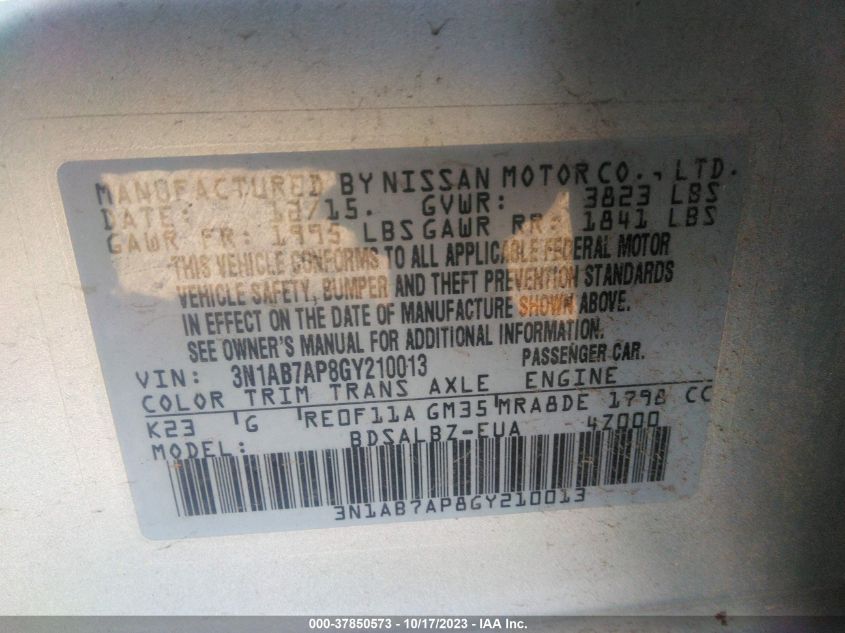 MANUFACTURED BY NISSAN MOTOR CO., LTD.
DATE: 12/15. GVWR: 3823 LBS
GAWR FR: 1995 LBS GAWR RR: 1841 LBS
THIS VEHICLE CONFORMS TO ALL APPLICABLE FEDERAL MOTOR
VEHICLE SAFETY, BUMPER AND THEFT PREVENTION STANDARDS
IN EFFECT ON THE DATE OF MANUFACTURE SHOWN ABOVE.
SEE OWNER'S MANUAL FOR ADDITIONAL INFORMATION.
VIN: 3N1AB7AP8GY210013 PASSENGER CAR.
COLOR TRIM TRANS AXLE ENGINE
K23 G RE0F11A GM35 MRA8DE 1798 CC
MODEL: BDSALBZ-EUA 4Z000
3N1AB7AP8GY210013
000-37850573 - 10/17/2023 - IAA Inc.